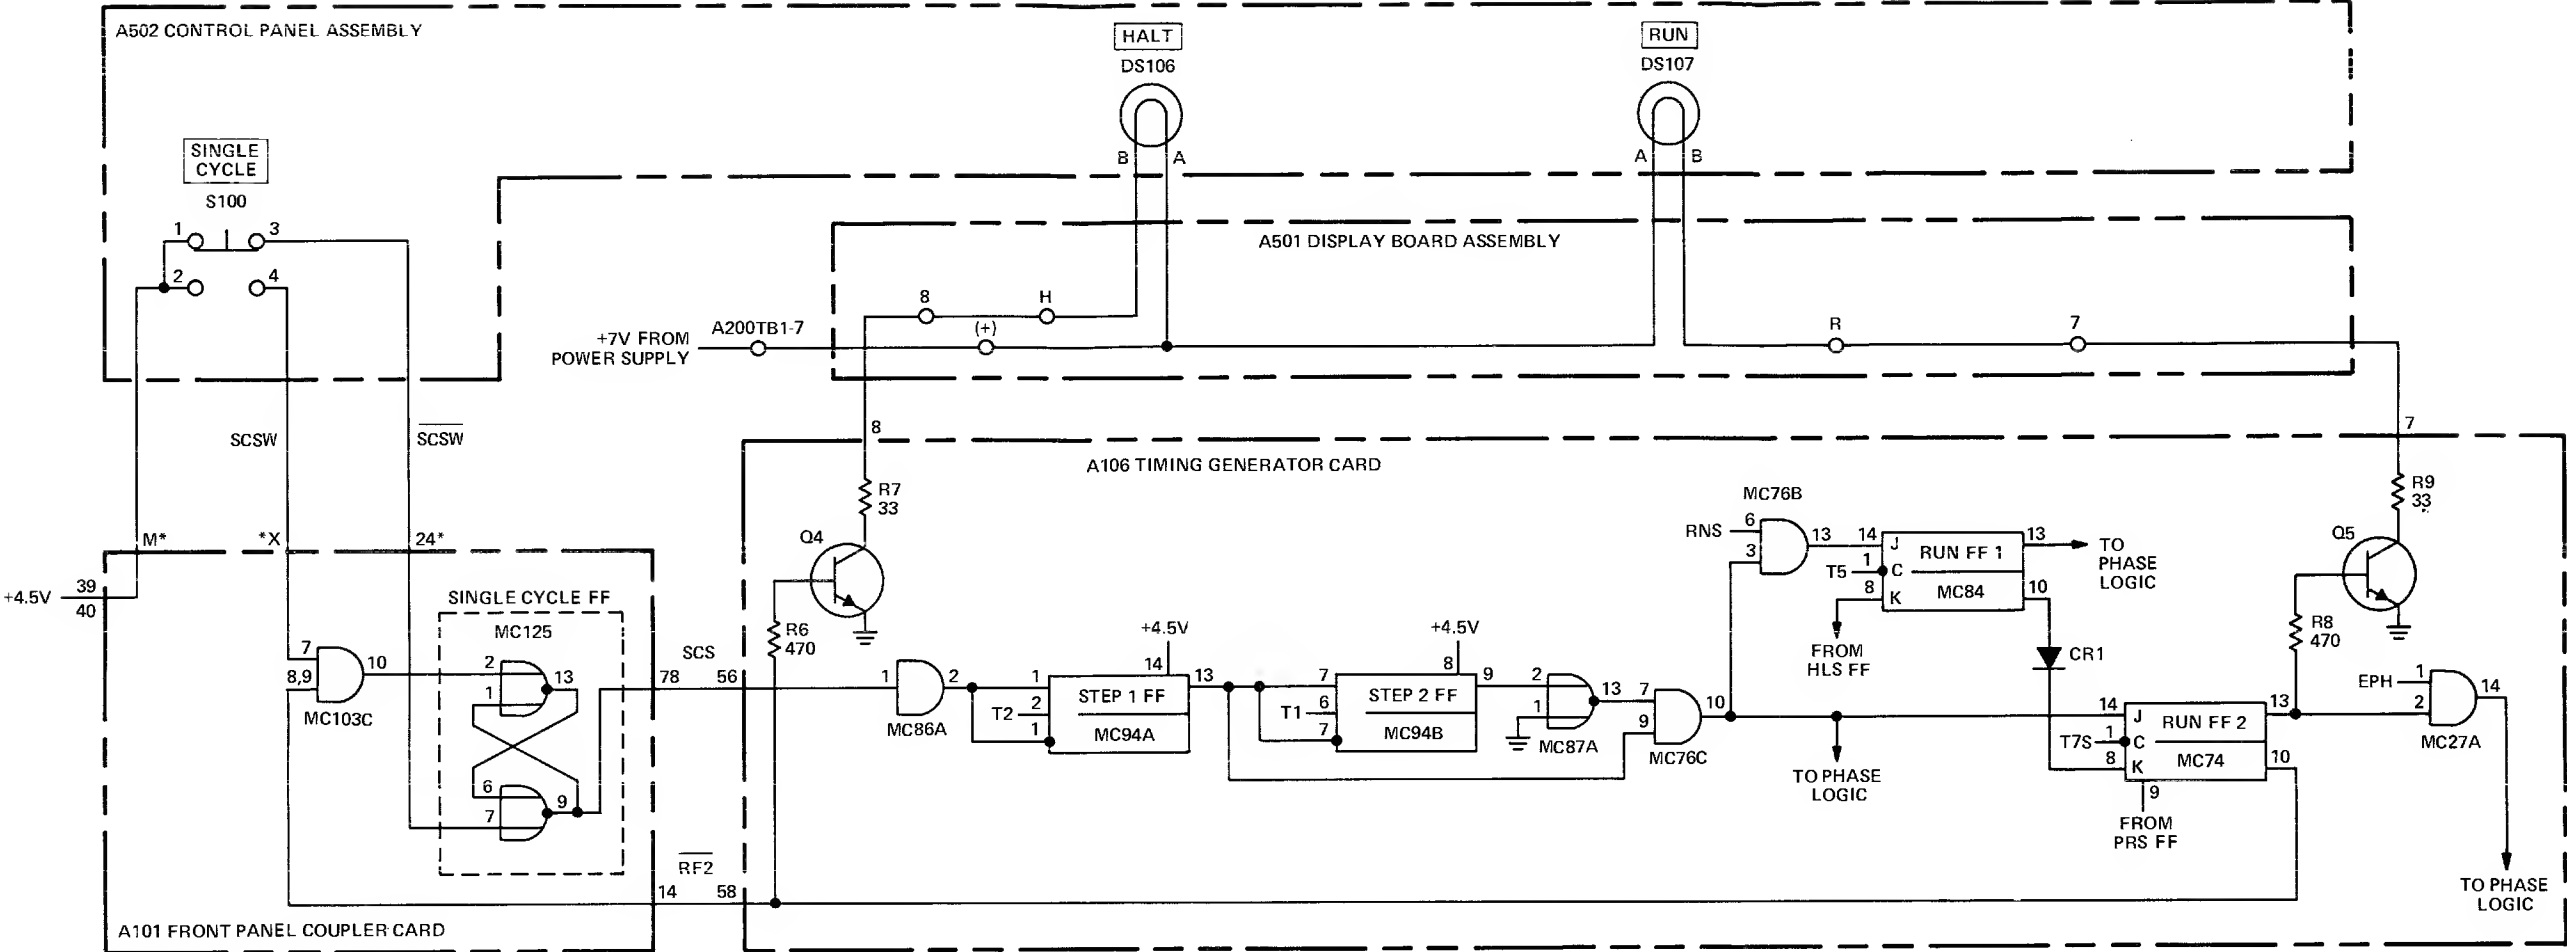 A502 CONTROL PANEL ASSEMBLY
HALT
DS106
B
A
RUN
DS107
A
B
SINGLE
CYCLE
S100
1
3
2
4
A501 DISPLAY BOARD ASSEMBLY
8
H
(+)
+7V FROM
POWER SUPPLY
A200TB1-7
R
7
SCSW
SCSW
8
7
A106 TIMING GENERATOR CARD
M*
*X
24*
+4.5V
39
40
SINGLE CYCLE FF
MC125
7
8,9
10
MC103C
2
1
13
6
7
9
SCS
78
56
RF2
14
58
A101 FRONT PANEL COUPLER CARD
R7
33
Q4
R6
470
1
2
MC86A
+4.5V
14
1
T2
2
1
13
STEP 1 FF
MC94A
+4.5V
8
7
T1
6
7
9
STEP 2 FF
MC94B
2
1
13
MC87A
7
9
10
MC76C
MC76B
RNS
6
3
13
14
J
T5
1
C
8
K
RUN FF 1
MC84
13
10
TO
PHASE
LOGIC
FROM
HLS FF
CR1
TO PHASE
LOGIC
14
J
T7S
1
C
8
K
RUN FF 2
MC74
13
10
9
FROM
PRS FF
R9
33
Q5
R8
470
EPH
1
2
14
MC27A
TO PHASE
LOGIC